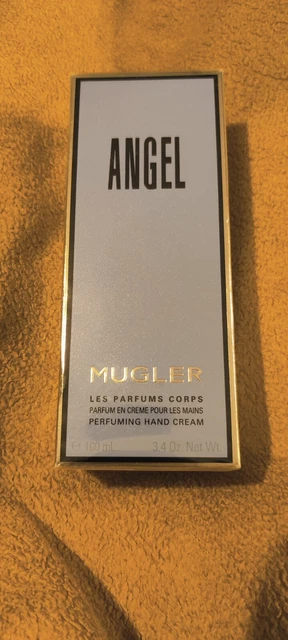 ANGEL
MUGLER
LES PARFUMS CORPS
PARFUM EN CREME POUR LES MAINS
PERFUMING HAND CREAM
e 100 mL 3.4 Oz. Net Wt